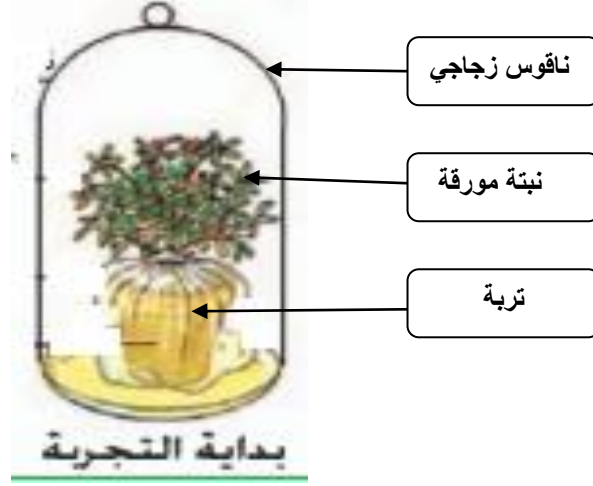 ناقوس زجاجي
نبتة مورقة
تربة
بداية التجربة